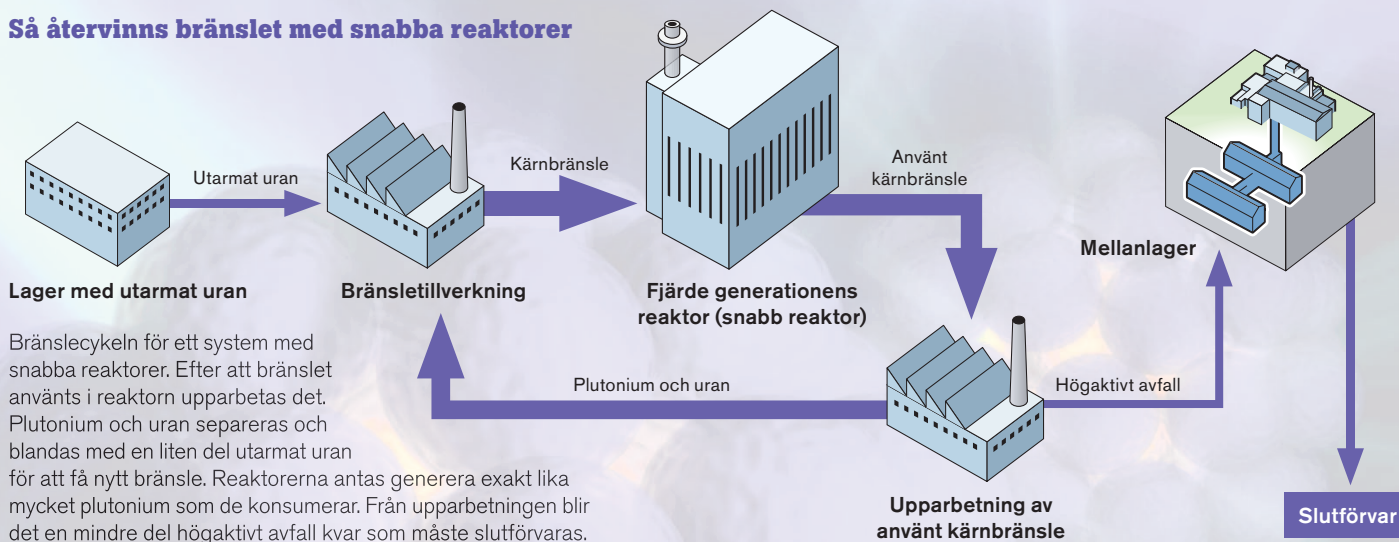 Så återvinns bränslet med snabba reaktorer
Utarmat uran
Kärnbränsle
Använt
kärnbränsle
Mellanlager
Lager med utarmat uran
Bränsletillverkning
Fjärde generationens
reaktor (snabb reaktor)
Bränslecykeln för ett system med
snabba reaktorer. Efter att bränslet
använts i reaktorn upparbetas det.
Plutonium och uran separeras och
blandas med en liten del utarmat uran
för att få nytt bränsle. Reaktorerna antas generera exakt lika
mycket plutonium som de konsumerar. Från upparbetningen blir
det en mindre del högaktivt avfall kvar som måste slutförvaras.
Plutonium och uran
Högaktivt avfall
Upparbetning av
använt kärnbränsle
Slutförvar